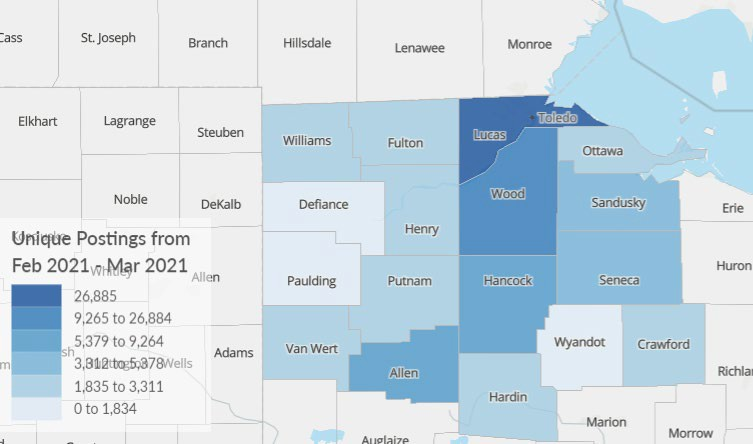 Cass
St. Joseph
Branch
Hillsdale
Lenawee
Monroe
Elkhart
Lagrange
Steuben
Williams
Fulton
Lucas
Toledo
Ottawa
Noble
DeKalb
Defiance
Henry
Wood
Sandusky
Erie
Unique Postings from
Feb 2021 - Mar 2021
Whitley
Allen
Paulding
Putnam
Hancock
Seneca
Huron
26,885
9,265 to 26,884
5,379 to 9,264
3,312 to 5,378
1,835 to 3,311
0 to 1,834
Wells
Adams
Van Wert
Allen
Wyandot
Crawford
Hardin
Richlan
Marion
Morrow
Auglaize